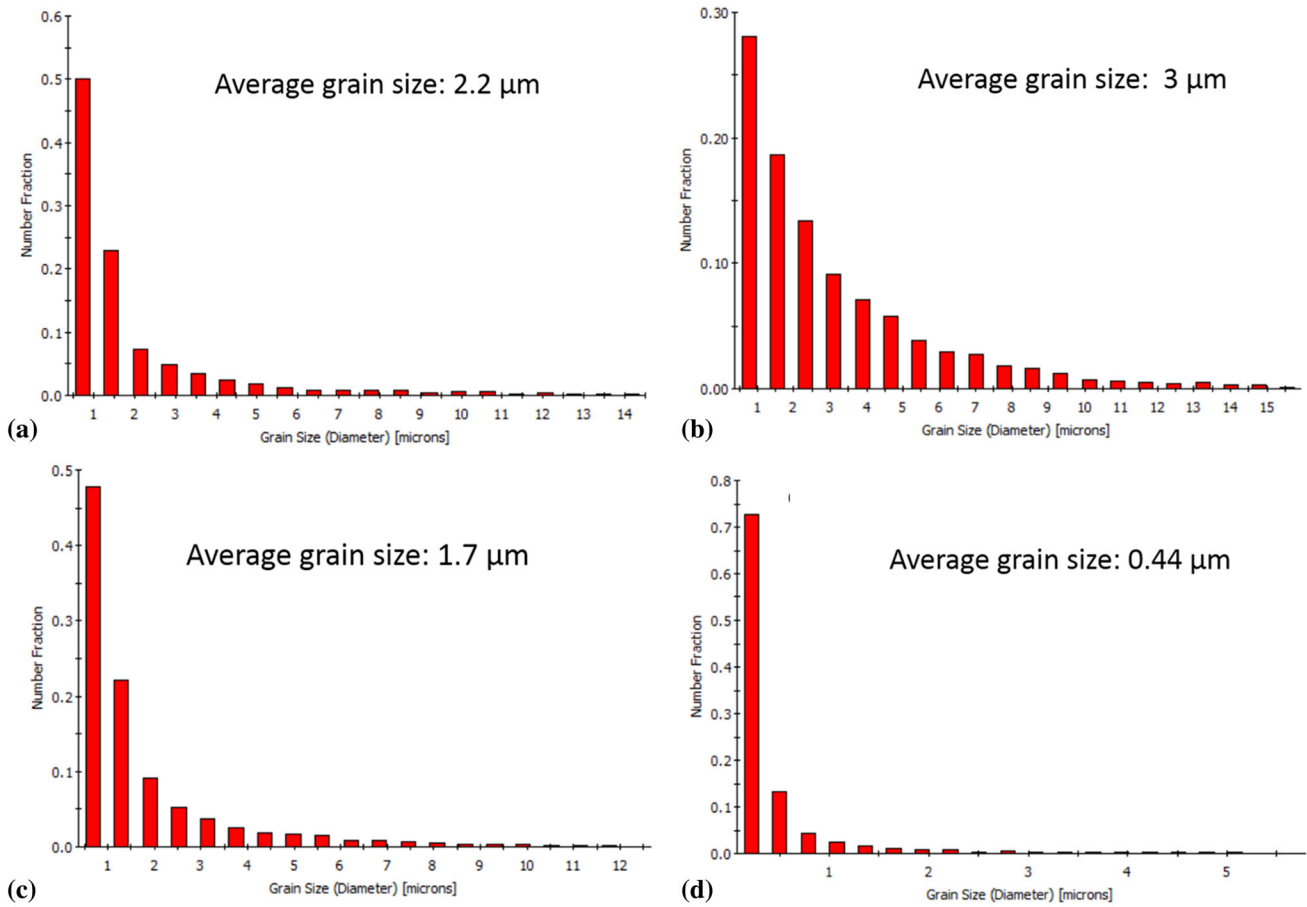 0.6
0.5
0.4
0.3
0.2
0.1
0.0
Number Fraction
Average grain size: 2.2 μm
1 2 3 4 5 6 7 8 9 10 11 12 13 14
Grain Size (Diameter) [microns]
(a)
0.30
0.20
0.10
0.00
Number Fraction
Average grain size: 3 μm
1 2 3 4 5 6 7 8 9 10 11 12 13 15
Grain Size (Diameter) [microns]
(b)
0.5
0.4
0.3
0.2
0.1
0.0
Number Fraction
Average grain size: 1.7 μm
1 2 3 4 5 6 7 8 9 10 12
Grain Size (Diameter) [microns]
(c)
0.8
0.7
0.6
0.5
0.4
0.3
0.2
0.1
0.0
Number Fraction
Average grain size: 0.44 μm
1 2 3 4 5
Grain Size (Diameter) [microns]
(d)